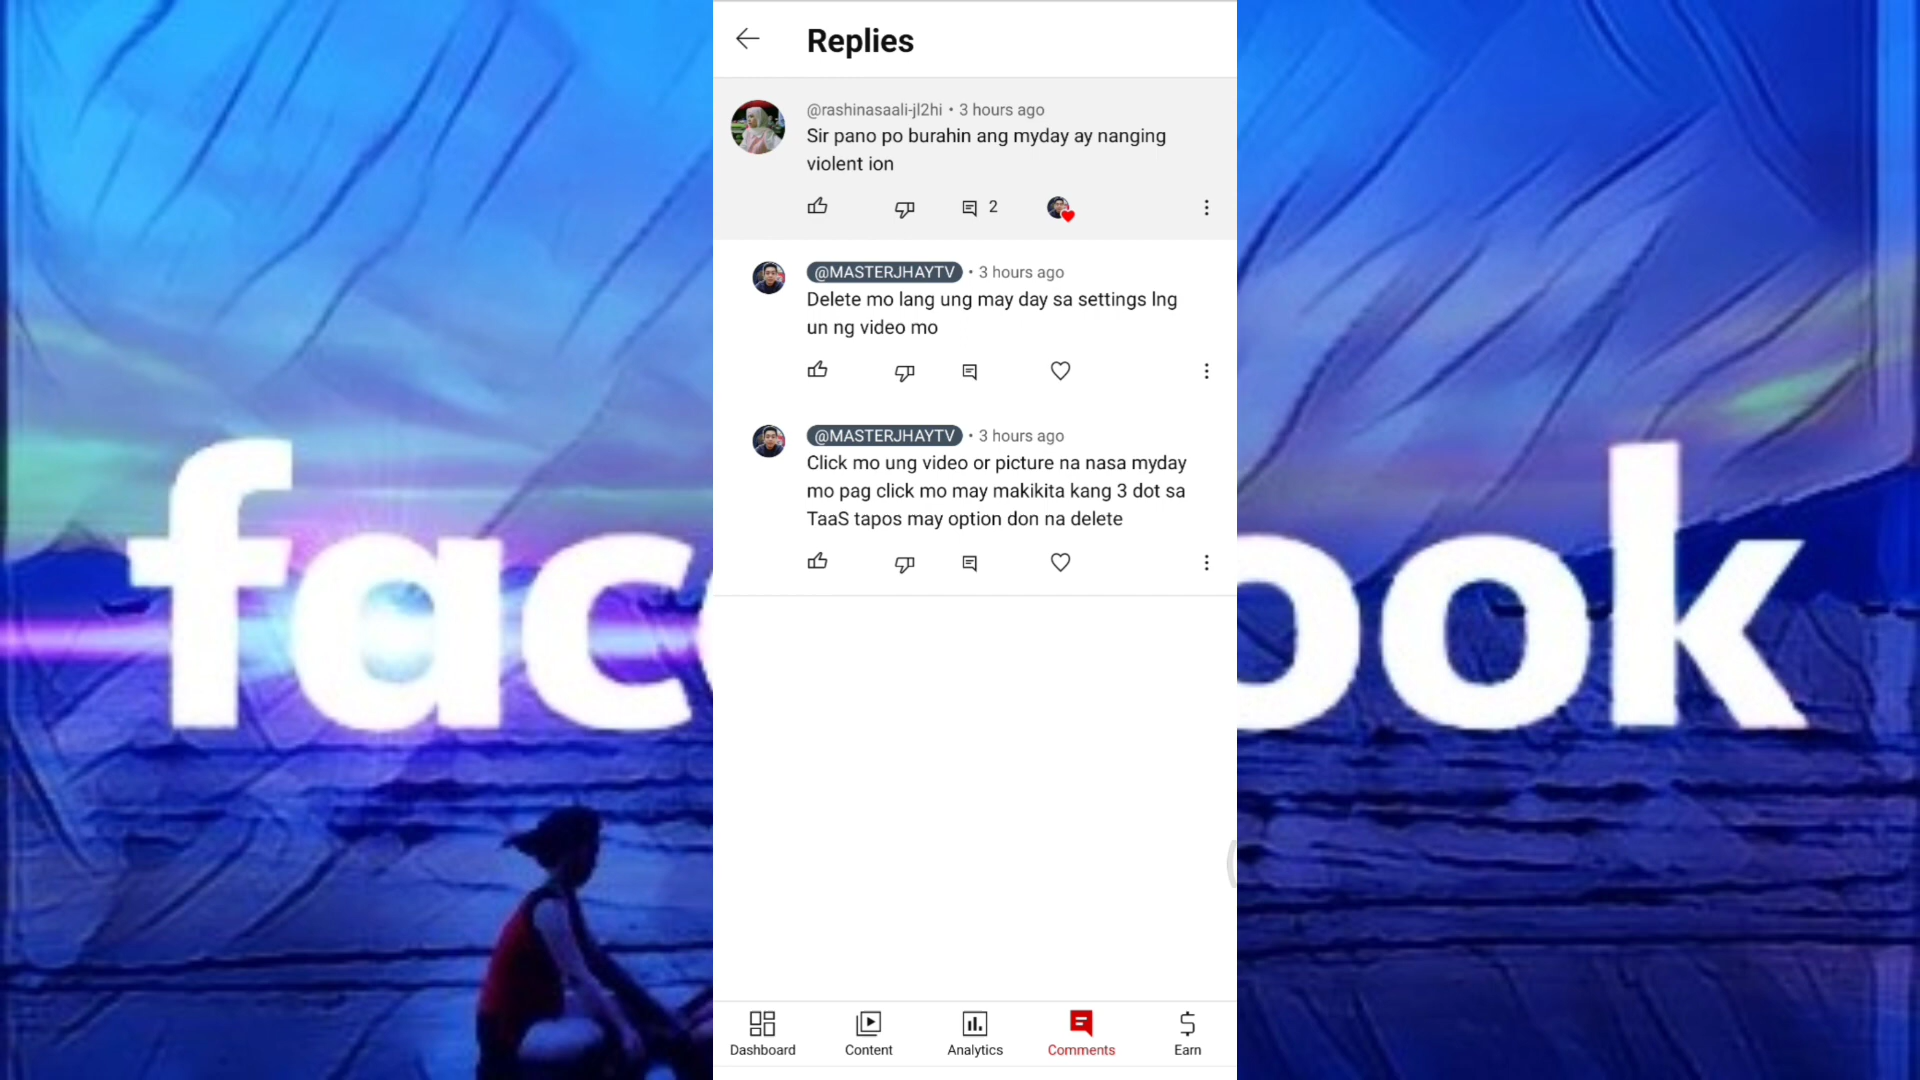 Replies
@rashinasaali-jl2hi • 3 hours ago
Sir pano po burahin ang myday ay nanging
violent ion
2
@MASTERJHAYTV • 3 hours ago
Delete mo lang ung may day sa settings lng
un ng video mo
@MASTERJHAYTV • 3 hours ago
Click mo ung video or picture na nasa myday
mo pag click mo may makikita kang 3 dot sa
TaaS tapos may option don na delete
fac ook
Dashboard Content Analytics Comments Earn